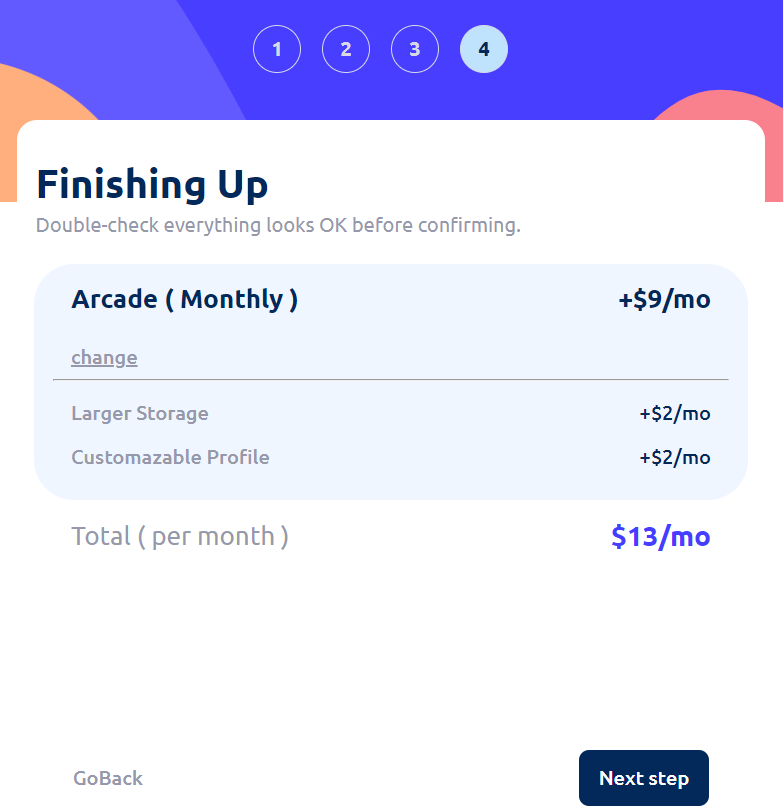 1 2 3 4
Finishing Up
Double-check everything looks OK before confirming.
Arcade ( Monthly ) +$9/mo
change
Larger Storage +$2/mo
Customazable Profile +$2/mo
Total ( per month ) $13/mo
GoBack Next step